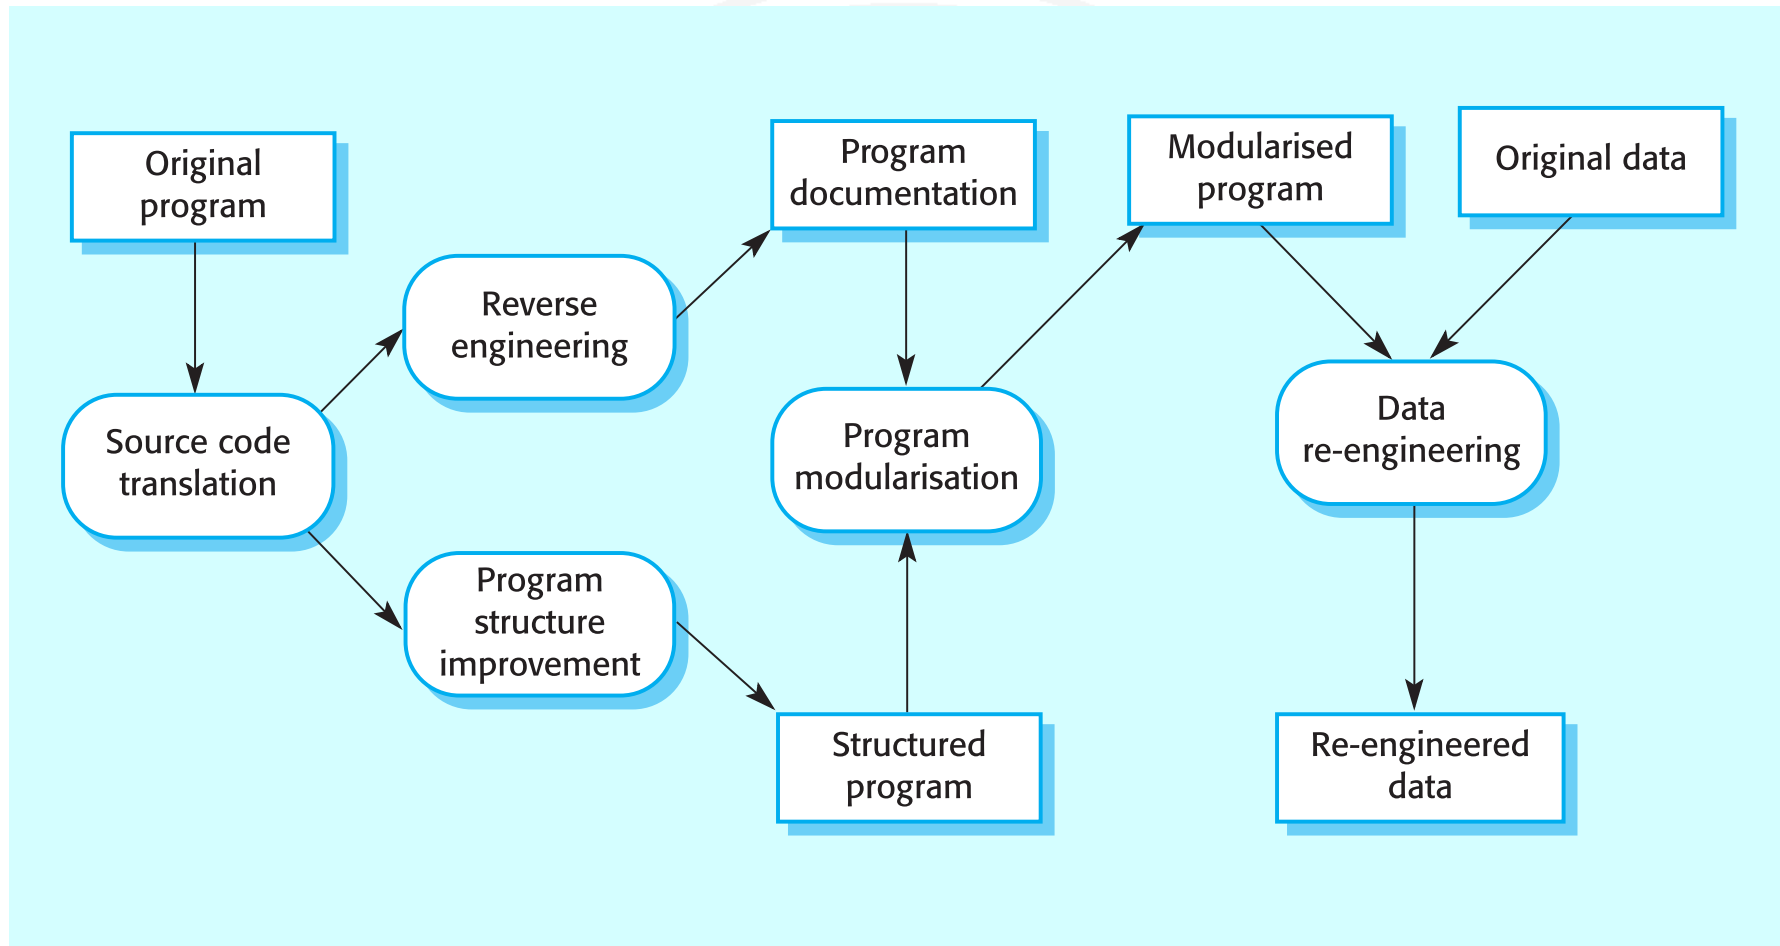 Original
program
Source code
translation
Reverse
engineering
Program
structure
improvement
Program
documentation
Program
modularisation
Structured
program
Modularised
program
Original data
Data
re-engineering
Re-engineered
data